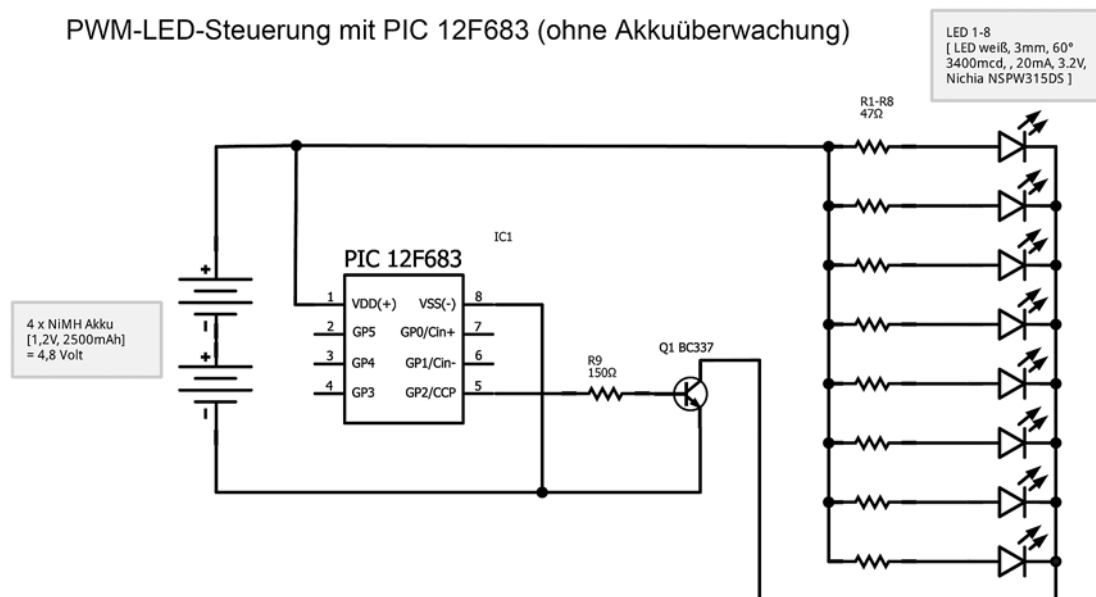 PWM-LED-Steuerung mit PIC 12F683 (ohne Akkuüberwachung)
LED 1-8
[ LED weiß, 3mm, 60°
3400mcd, , 20mA, 3.2V,
Nichia NSPW315DS ]
R1-R8
47Ω
IC1
PIC 12F683
1 VDD(+) VSS(-) 8
2 GP5 GP0/Cin+ 7
3 GP4 GP1/Cin- 6
4 GP3 GP2/CCP 5
+
+
4 x NiMH Akku
[1,2V, 2500mAh]
= 4,8 Volt
R9
150Ω
Q1 BC337